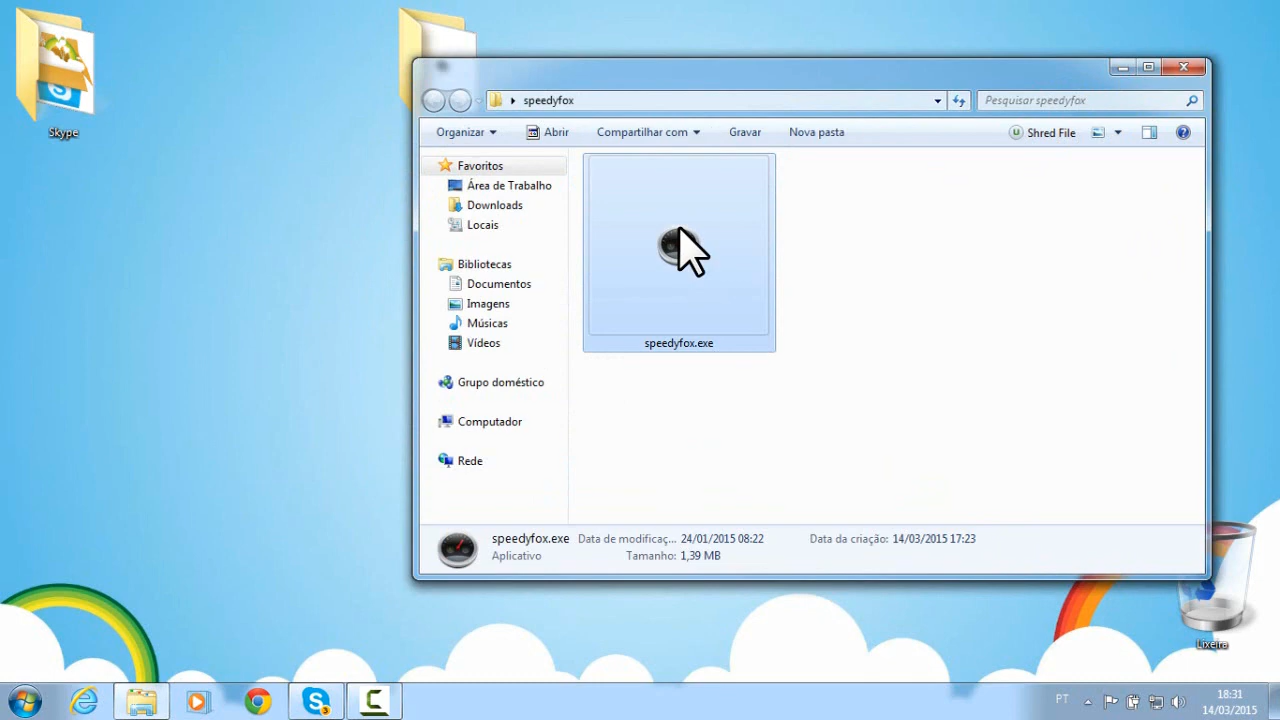 Skype
speedyfox
Pesquisar speedyfox
Organizar
Abrir
Compartilhar com
Gravar
Nova pasta
Shred File
Favoritos
Área de Trabalho
Downloads
Locais
Bibliotecas
Documentos
Imagens
Músicas
Vídeos
Grupo doméstico
Computador
Rede
speedyfox.exe
speedyfox.exe Data de modificaç... 24/01/2015 08:22 Data da criação: 14/03/2015 17:23
Aplicativo Tamanho: 1,39 MB
Lixeira
PT
18:31
14/03/2015
3